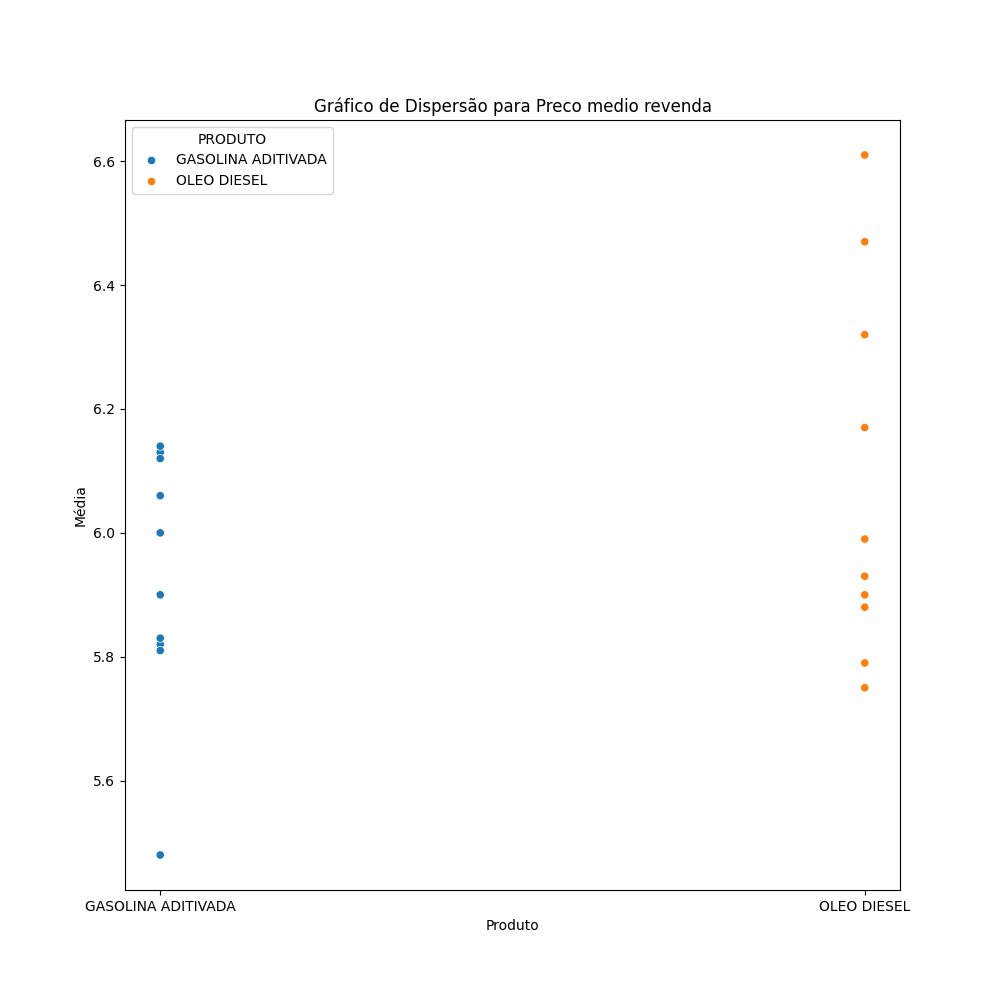 Gráfico de Dispersão para Preco medio revenda
PRODUTO
GASOLINA ADITIVADA
OLEO DIESEL
6.6
6.4
6.2
6.0
5.8
5.6
Média
GASOLINA ADITIVADA
OLEO DIESEL
Produto